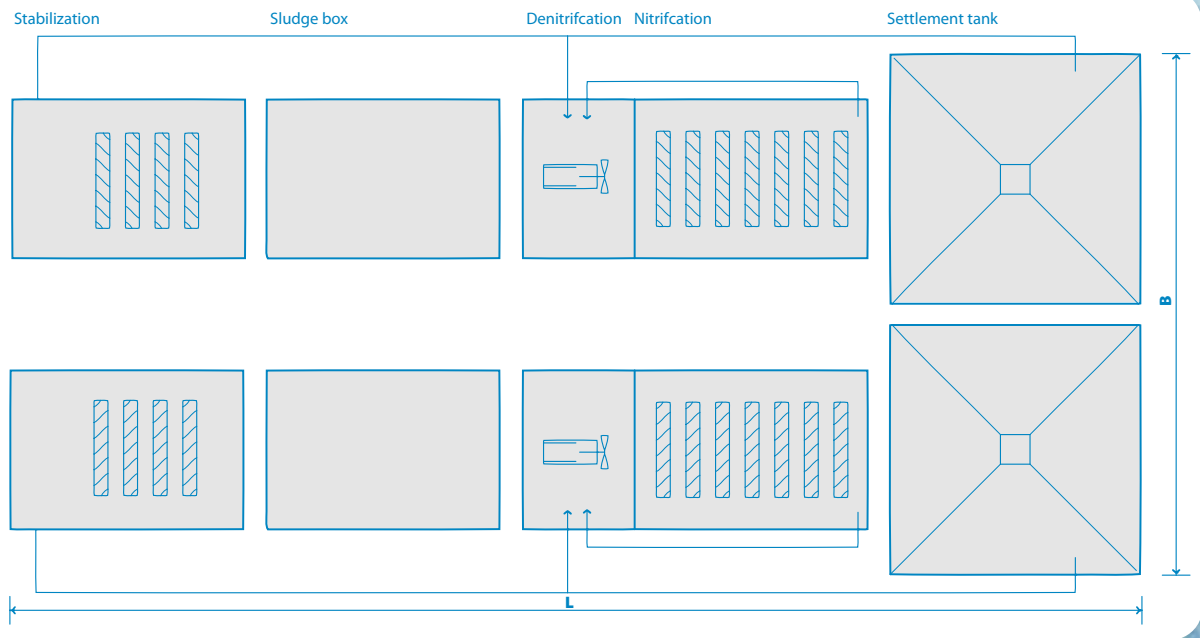 Stabilization
Sludge box
Denitrifcation
Nitrifcation
Settlement tank
B
L